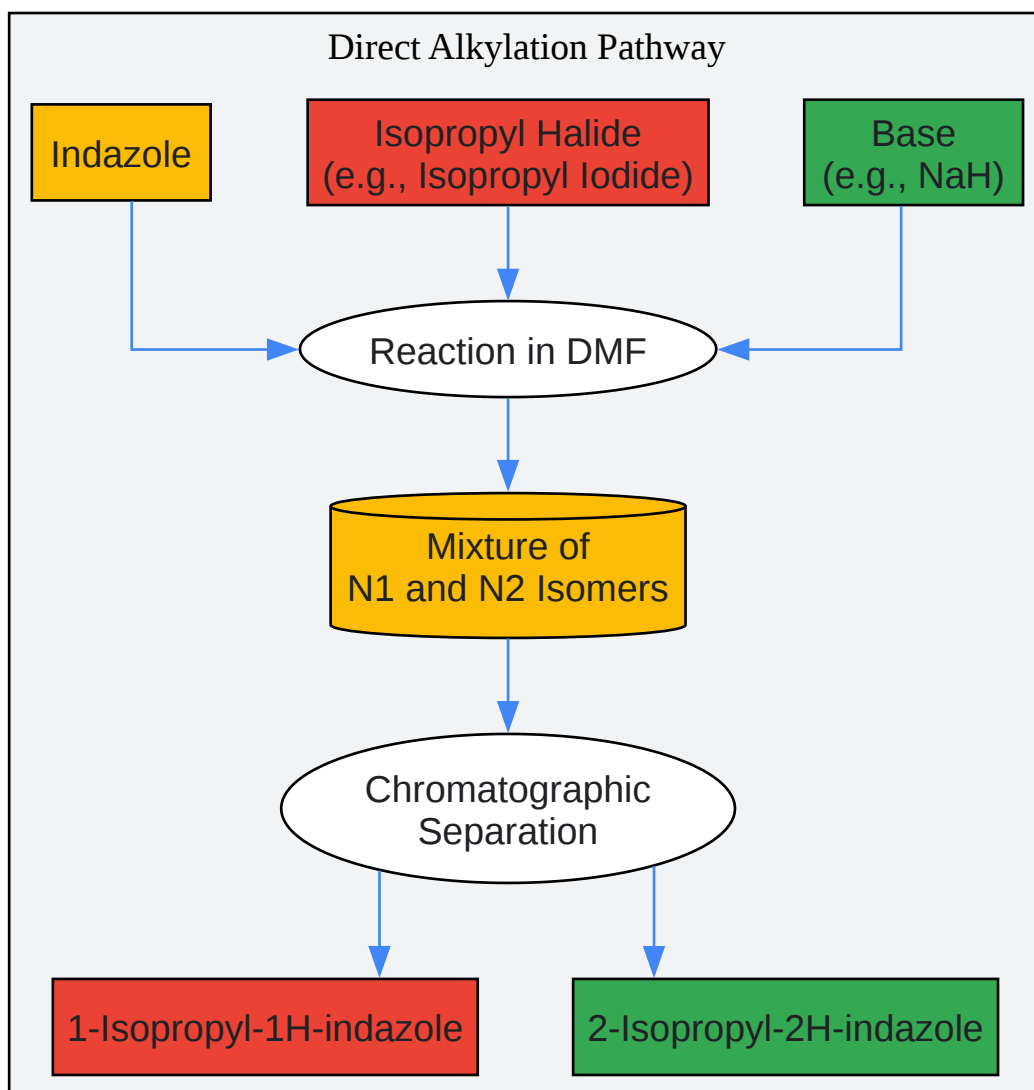 Direct Alkylation Pathway
Indazole
Isopropyl Halide
(e.g., Isopropyl Iodide)
Base
(e.g., NaH)
Reaction in DMF
Mixture of
N1 and N2 Isomers
Chromatographic
Separation
1-Isopropyl-1H-indazole
2-Isopropyl-2H-indazole